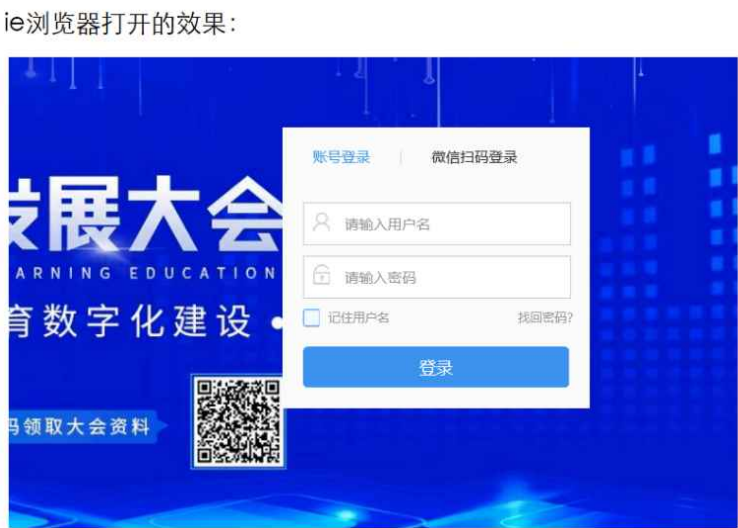 ie浏览器打开的效果：
账号登录 | 微信扫码登录
展大会
请输入用户名
ARNING EDUCATION
请输入密码
育数字化建设 •
记住用户名 找回密码?
登录
码领取大会资料